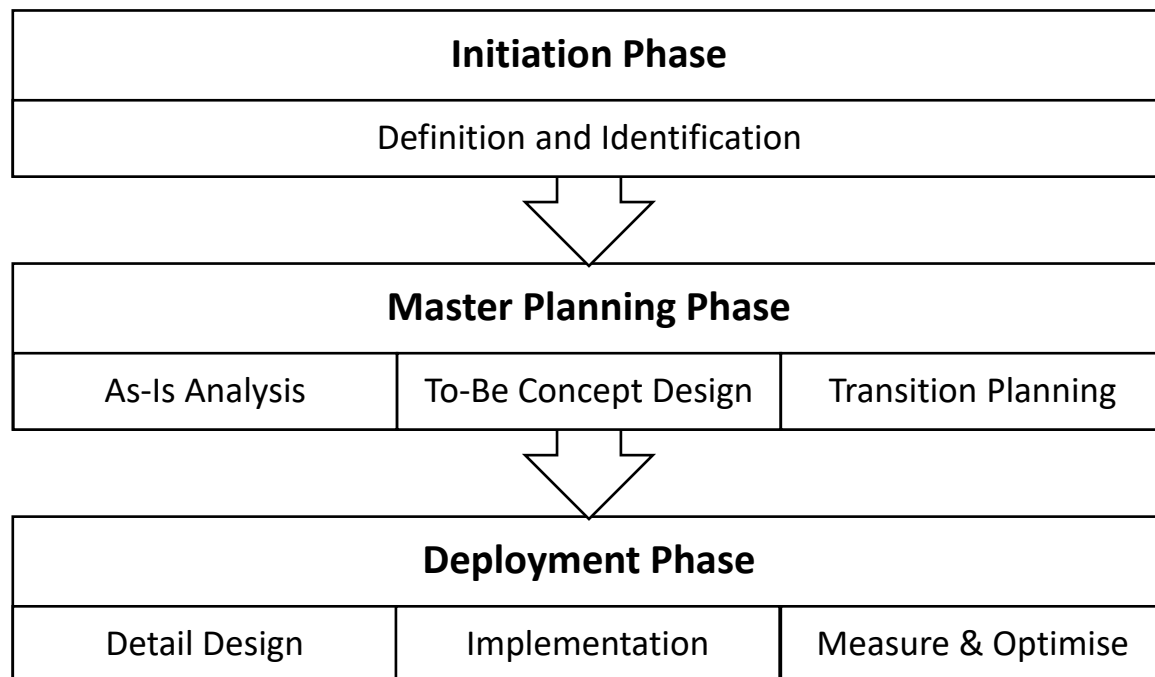 Initiation Phase
Definition and Identification
Master Planning Phase
As-Is Analysis
To-Be Concept Design
Transition Planning
Deployment Phase
Detail Design
Implementation
Measure & Optimise